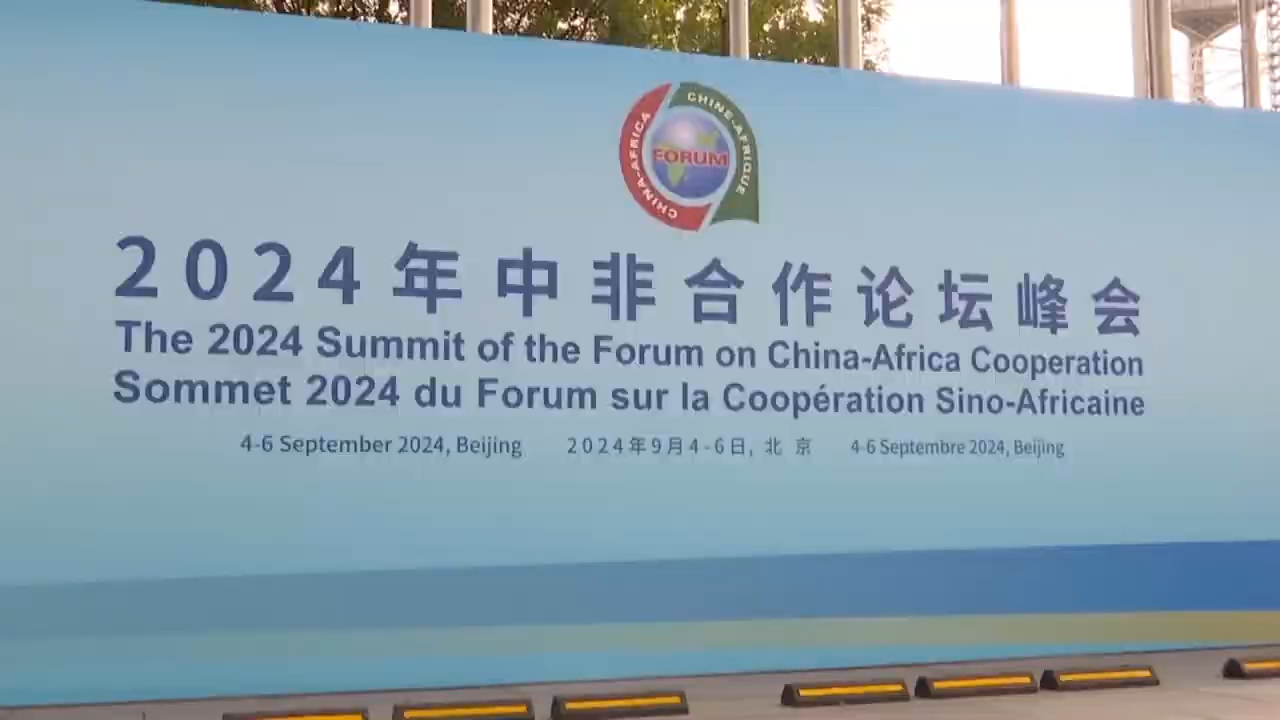 CHINA-AFRICA
CHINE-AFRIQUE
FORUM
2024年中非合作论坛峰会
The 2024 Summit of the Forum on China-Africa Cooperation
Sommet 2024 du Forum sur la Coopération Sino-Africaine
4-6 September 2024, Beijing 2024年9月4-6日, 北京 4-6 Septembre 2024, Beijing